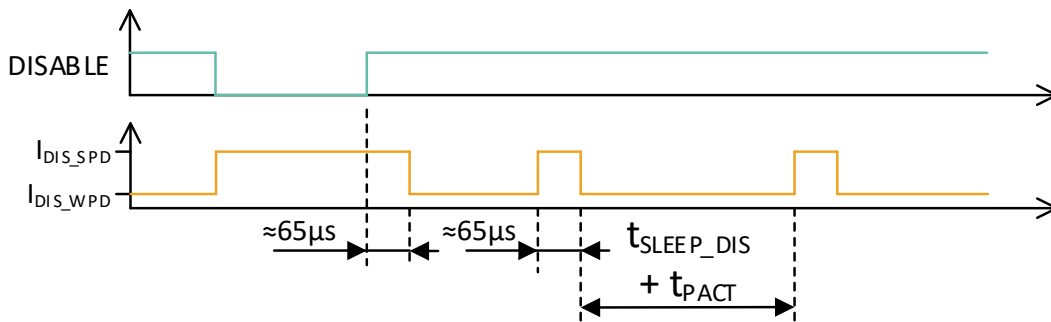 DISABLE
IDIS_SPD
IDIS_WPD
≈65μs
≈65μs
tSLEEP_DIS
+ tPACT